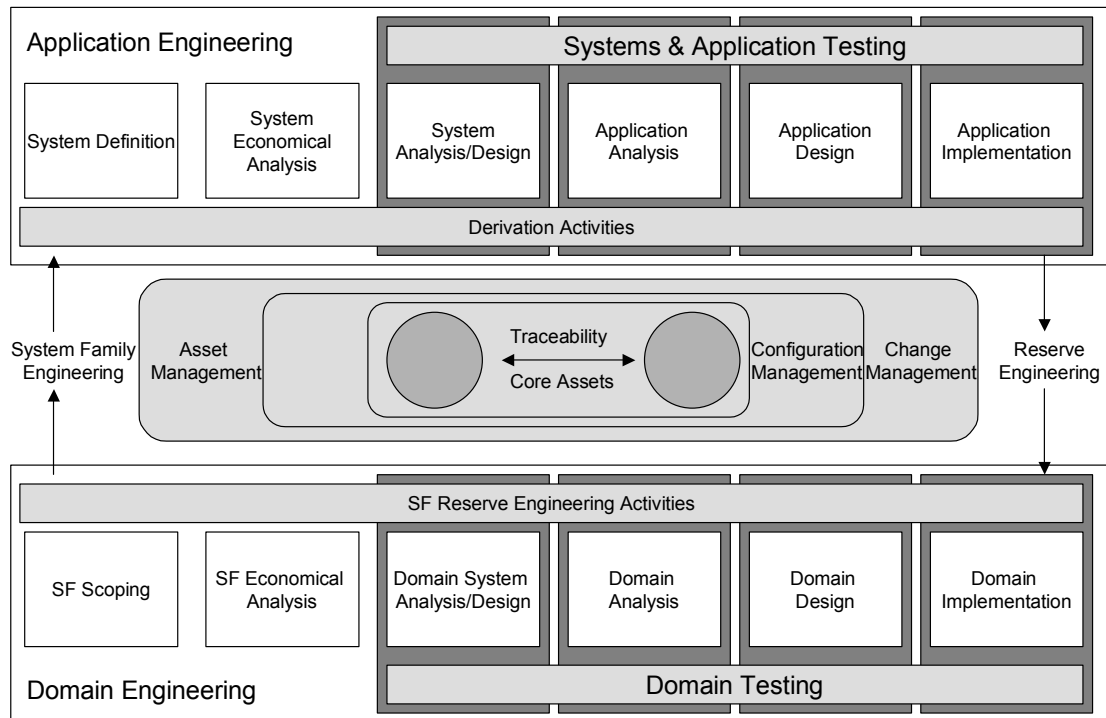 Application Engineering
Systems & Application Testing
System Definition
System
Economical
Analysis
System
Analysis/Design
Application
Analysis
Application
Design
Application
Implementation
Derivation Activities
System Family
Engineering
Asset
Management
Traceability
Core Assets
Configuration
Management
Change
Management
Reserve
Engineering
SF Reserve Engineering Activities
SF Scoping
SF Economical
Analysis
Domain System
Analysis/Design
Domain
Analysis
Domain
Design
Domain
Implementation
Domain Engineering
Domain Testing